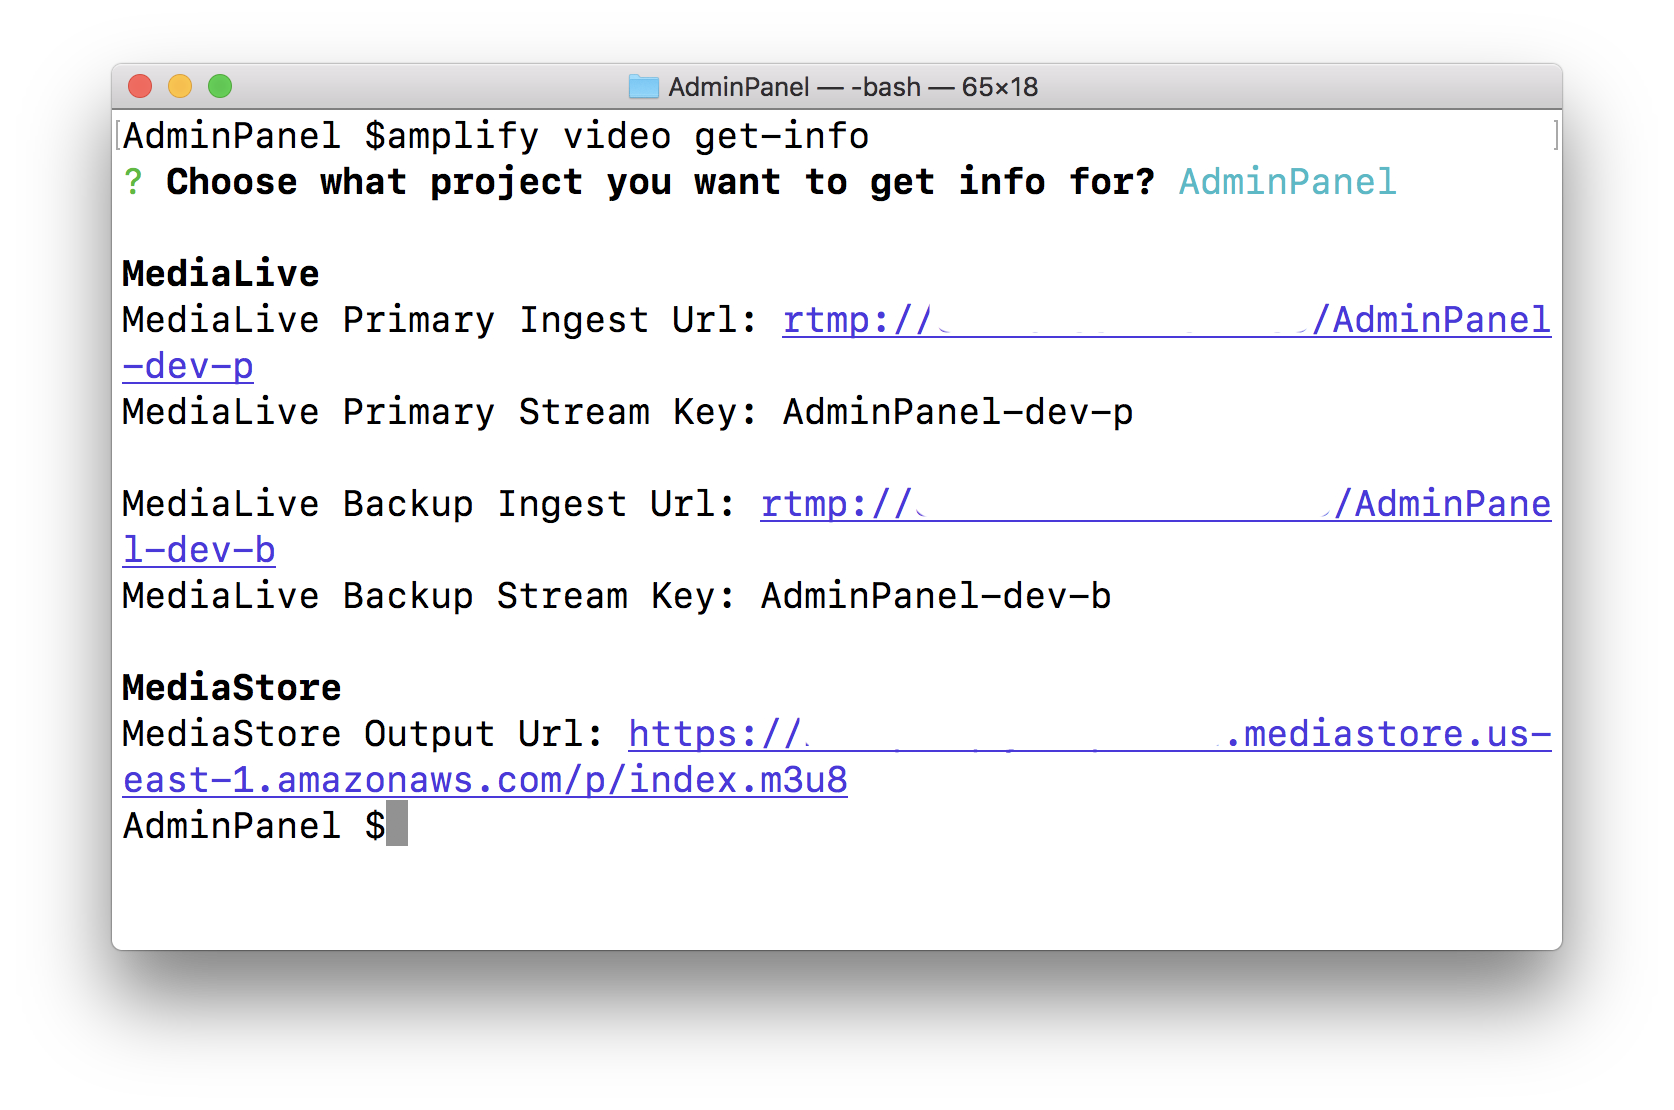 AdminPanel — -bash — 65×18
AdminPanel $amplify video get-info
? Choose what project you want to get info for? AdminPanel
MediaLive
MediaLive Primary Ingest Url: rtmp:// /AdminPanel
-dev-p
MediaLive Primary Stream Key: AdminPanel-dev-p
MediaLive Backup Ingest Url: rtmp:// /AdminPane
l-dev-b
MediaLive Backup Stream Key: AdminPanel-dev-b
MediaStore
MediaStore Output Url: https:// .mediastore.us-
east-1.amazonaws.com/p/index.m3u8
AdminPanel $